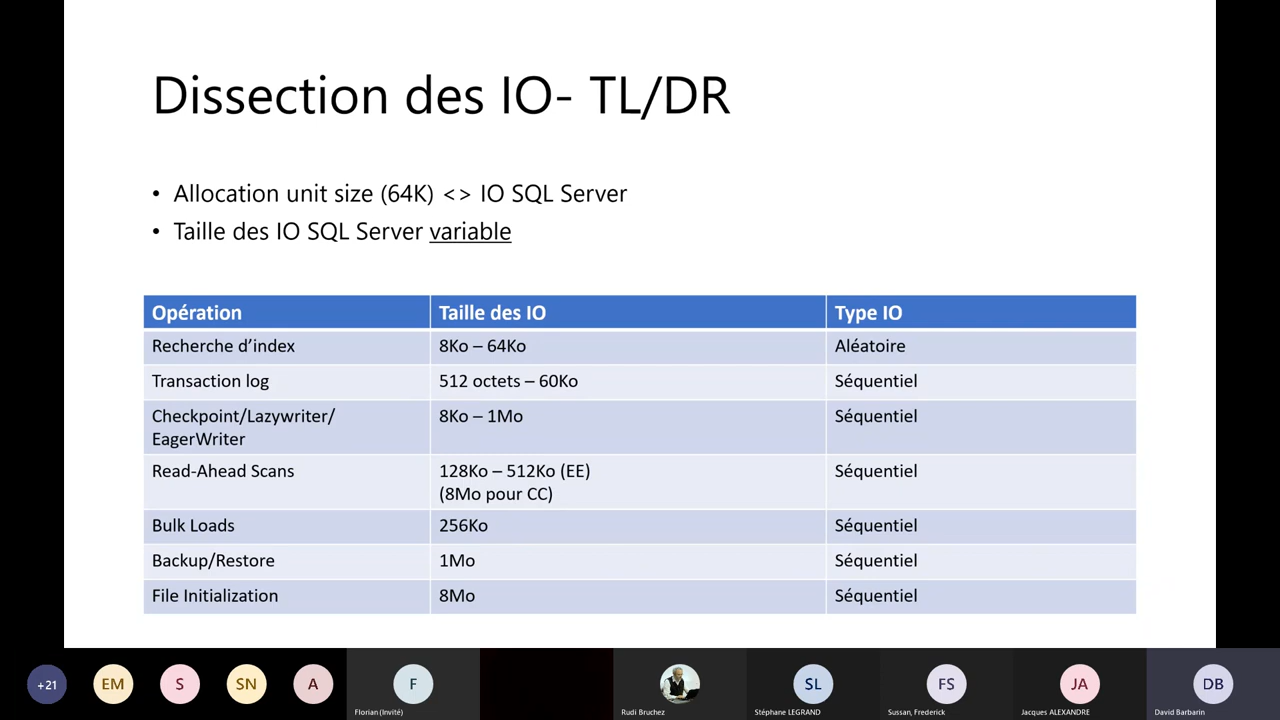 Dissection des IO- TL/DR
• Allocation unit size (64K) <> IO SQL Server
• Taille des IO SQL Server variable
Opération Taille des IO Type IO
Recherche d’index 8Ko – 64Ko Aléatoire
Transaction log 512 octets – 60Ko Séquentiel
Checkpoint/Lazywriter/ 8Ko – 1Mo Séquentiel
EagerWriter
Read-Ahead Scans 128Ko – 512Ko (EE) Séquentiel
(8Mo pour CC)
Bulk Loads 256Ko Séquentiel
Backup/Restore 1Mo Séquentiel
File Initialization 8Mo Séquentiel
+21 EM S SN A F SL FS JA DB
Florian (Invité) Rudi Bruchez Stéphane LEGRAND Sussan, Frederick Jacques ALEXANDRE David Barbarin